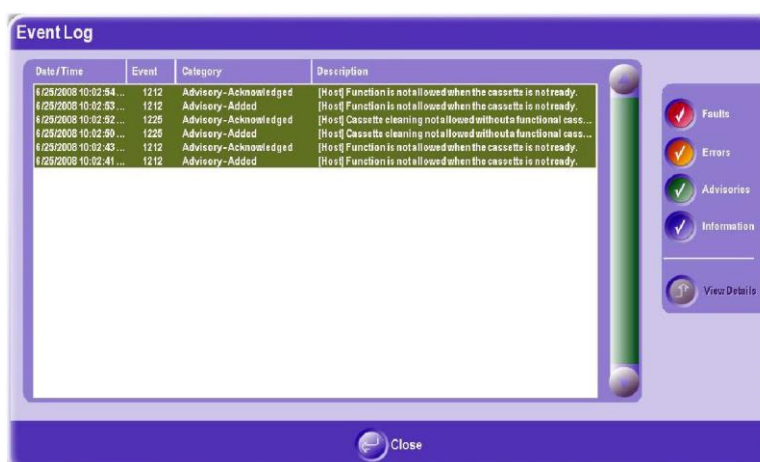 Event Log
Date/Time Event Category Description
6/25/2008 10:02:54... 1212 Advisory-Acknowledged [Host] Function is not allowed when the cassette is not ready.
6/25/2008 10:02:53... 1212 Advisory-Added [Host] Function is not allowed when the cassette is not ready.
6/25/2008 10:02:52... 1225 Advisory-Acknowledged [Host] Cassette cleaning not allowed without a functional cass...
6/25/2008 10:02:50... 1225 Advisory-Added [Host] Cassette cleaning not allowed without a functional cass...
6/25/2008 10:02:43... 1212 Advisory-Acknowledged [Host] Function is not allowed when the cassette is not ready.
6/25/2008 10:02:41... 1212 Advisory-Added [Host] Function is not allowed when the cassette is not ready.
Faults
Errors
Advisories
Information
View Details
Close